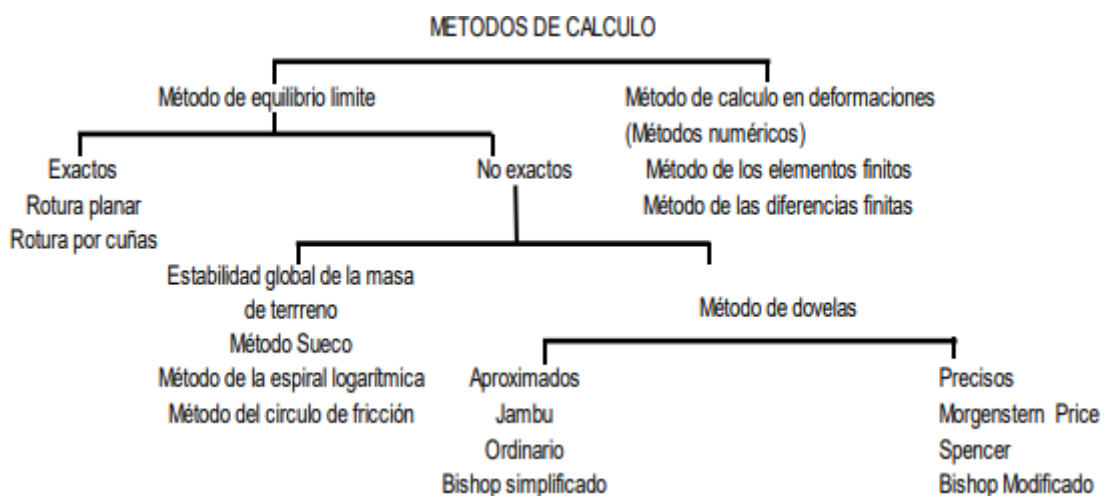 METODOS DE CALCULO
Método de equilibrio limite
Método de calculo en deformaciones
(Métodos numéricos)
Método de los elementos finitos
Método de las diferencias finitas
Exactos
Rotura planar
Rotura por cuñas
No exactos
Estabilidad global de la masa
de terrreno
Método Sueco
Método de la espiral logarítmica
Método del circulo de fricción
Método de dovelas
Aproximados
Jambu
Ordinario
Bishop simplificado
Precisos
Morgenstern Price
Spencer
Bishop Modificado